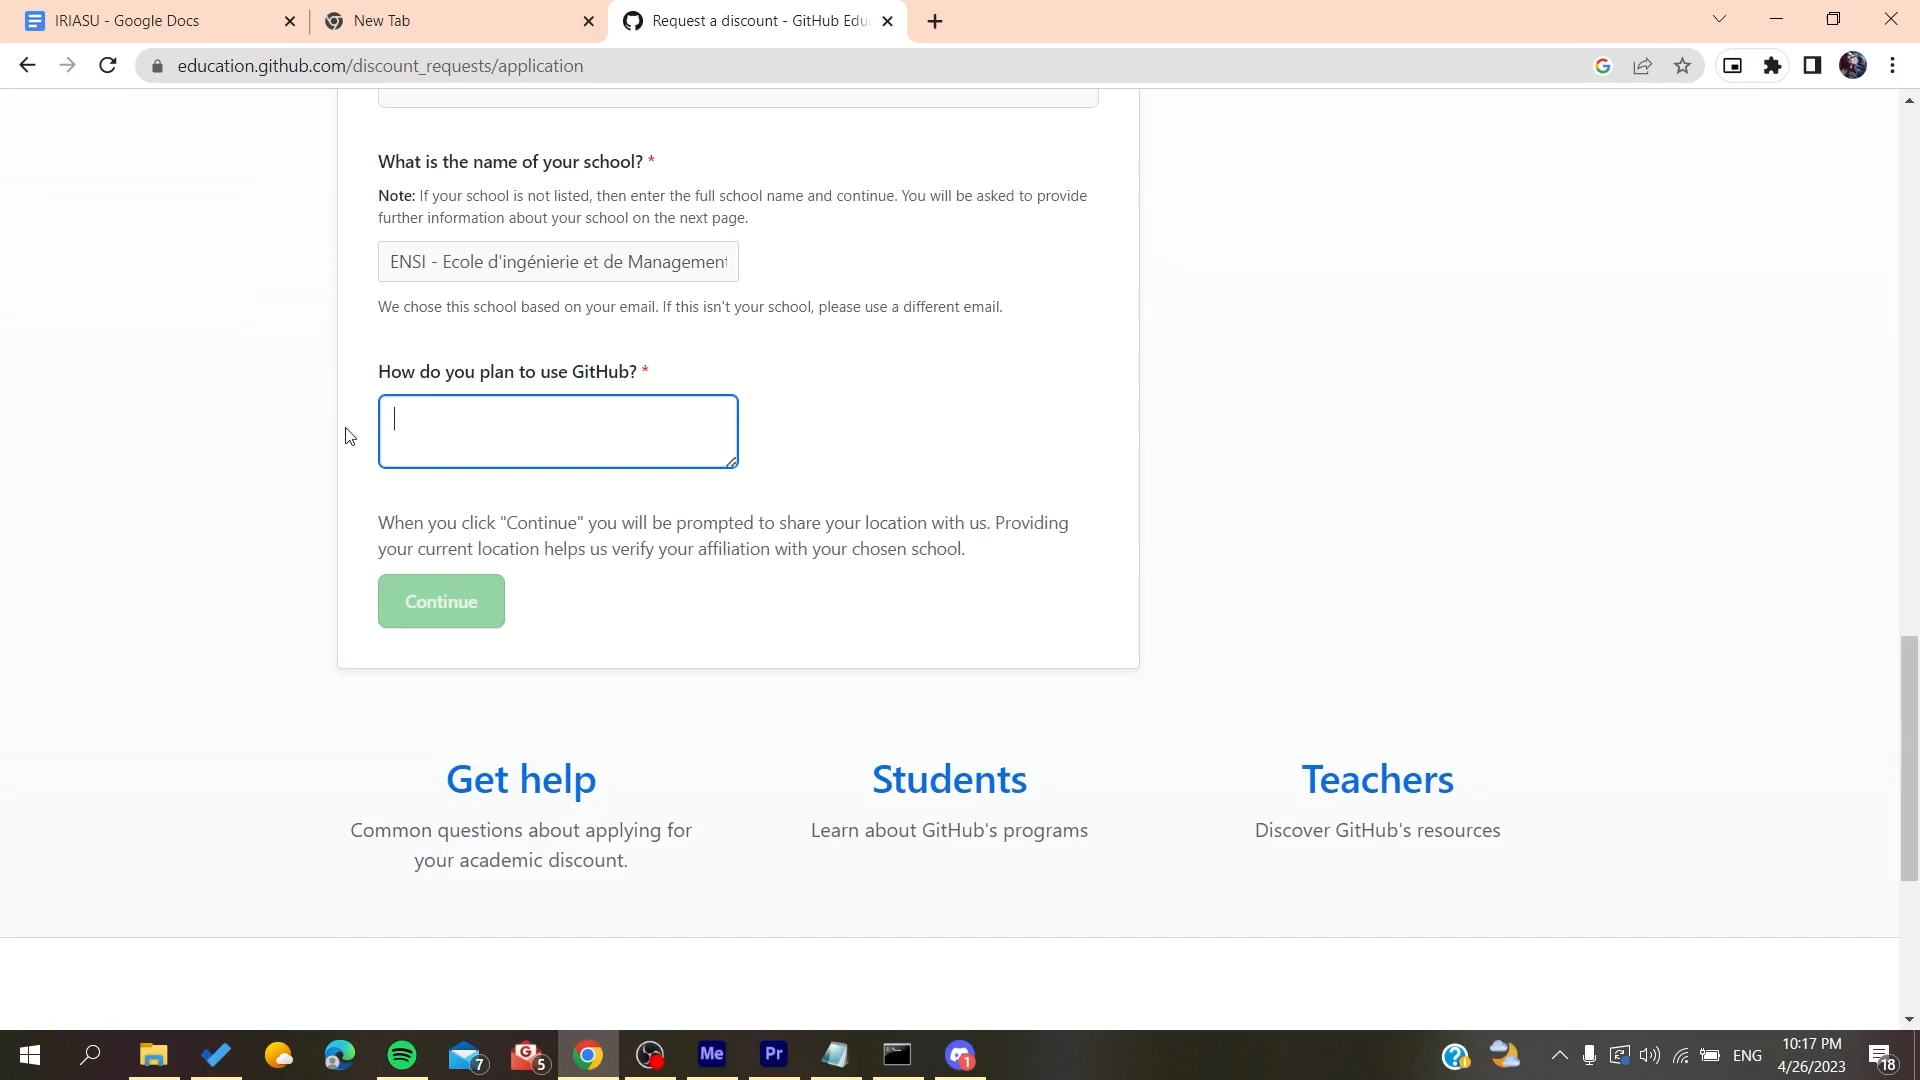 IRIASU - Google Docs
New Tab
Request a discount - GitHub Edu
education.github.com/discount_requests/application
What is the name of your school? *
Note: If your school is not listed, then enter the full school name and continue. You will be asked to provide
further information about your school on the next page.
ENSI - Ecole d'ingénierie et de Management
We chose this school based on your email. If this isn't your school, please use a different email.
How do you plan to use GitHub? *
When you click "Continue" you will be prompted to share your location with us. Providing
your current location helps us verify your affiliation with your chosen school.
Continue
Get help
Common questions about applying for
your academic discount.
Students
Learn about GitHub's programs
Teachers
Discover GitHub's resources
7
G 5
Me
Pr
1
ENG
10:17 PM
4/26/2023
18